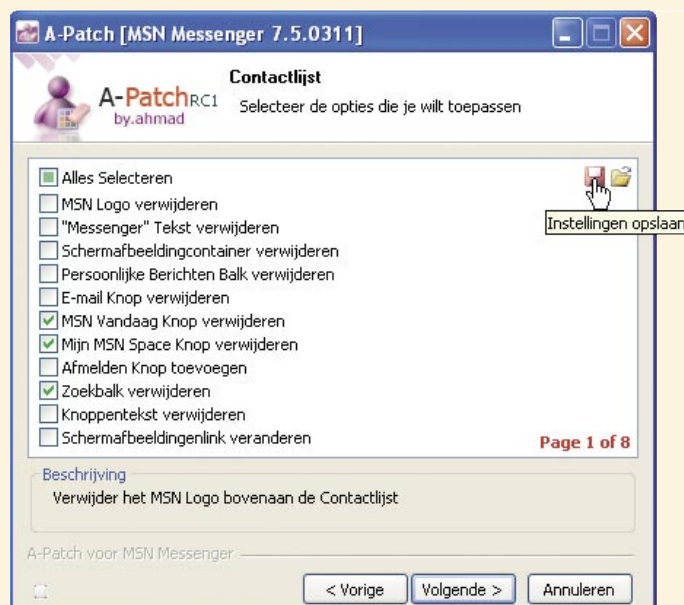 A-Patch [MSN Messenger 7.5.0311]
Contactlijst
A-PatchRC1
by.ahmad
Selecteer de opties die je wilt toepassen
Alles Selecteren
MSN Logo verwijderen
Instellingen opslaan
"Messenger" Tekst verwijderen
Schermafbeeldingcontainer verwijderen
Persoonlijke Berichten Balk verwijderen
E-mail Knop verwijderen
MSN Vandaag Knop verwijderen
Mijn MSN Space Knop verwijderen
Afmelden Knop toevoegen
Zoekbalk verwijderen
Knoppentekst verwijderen
Schermafbeeldingenlink veranderen
Page 1 of 8
Beschrijving
Verwijder het MSN Logo bovenaan de Contactlijst
A-Patch voor MSN Messenger
< Vorige
Volgende >
Annuleren